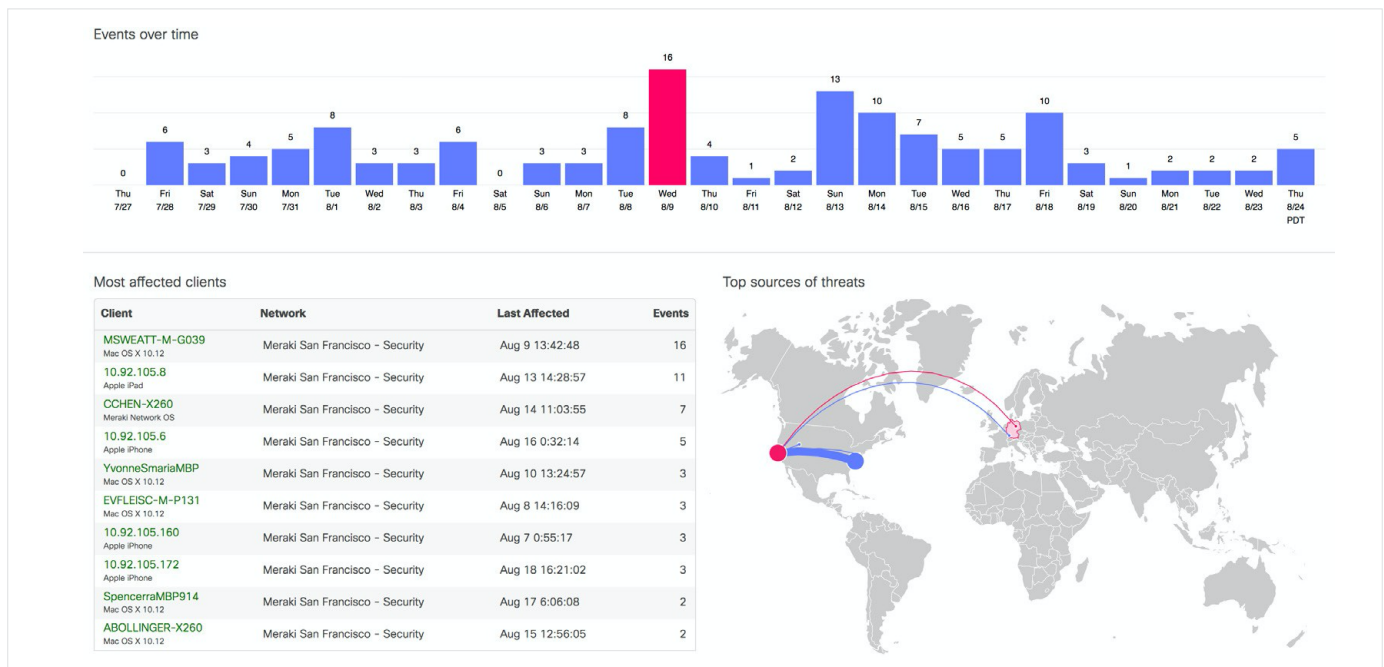 Events over time
16
13
10
10
8
8
7
6
6
5
5
5
5
4
4
3
3
3
3
3
3
2
2
2
2
1
1
0
0
Thu Fri Sat Sun Mon Tue Wed Thu Fri Sat Sun Mon Tue Wed Thu Fri Sat Sun Mon Tue Wed Thu Fri Sat Sun Mon Tue Wed Thu
7/27 7/28 7/29 7/30 7/31 8/1 8/2 8/3 8/4 8/5 8/6 8/7 8/8 8/9 8/10 8/11 8/12 8/13 8/14 8/15 8/16 8/17 8/18 8/19 8/20 8/21 8/22 8/23 8/24
PDT
Most affected clients
Client Network Last Affected Events
MSWEATT-M-G039
Mac OS X 10.12
Meraki San Francisco - Security Aug 9 13:42:48 16
10.92.105.8
Apple iPad
Meraki San Francisco - Security Aug 13 14:28:57 11
CCHEN-X260
Meraki Network OS
Meraki San Francisco - Security Aug 14 11:03:55 7
10.92.105.6
Apple iPhone
Meraki San Francisco - Security Aug 16 0:32:14 5
YvonneSmariaMBP
Mac OS X 10.12
Meraki San Francisco - Security Aug 10 13:24:57 3
EVFLEISC-M-P131
Mac OS X 10.12
Meraki San Francisco - Security Aug 8 14:16:09 3
10.92.105.160
Apple iPhone
Meraki San Francisco - Security Aug 7 0:55:17 3
10.92.105.172
Apple iPhone
Meraki San Francisco - Security Aug 18 16:21:02 3
SpencerraMBP914
Mac OS X 10.12
Meraki San Francisco - Security Aug 17 6:06:08 2
ABOLLINGER-X260
Mac OS X 10.12
Meraki San Francisco - Security Aug 15 12:56:05 2
Top sources of threats